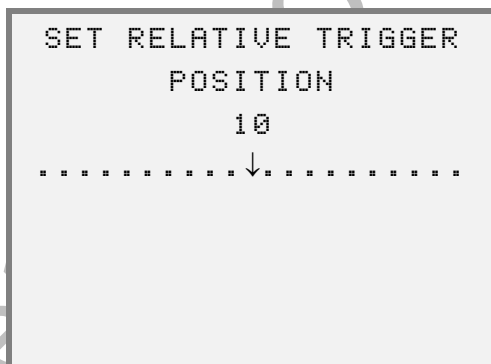 SET RELATIVE TRIGGER
POSITION
10
..........↓..........